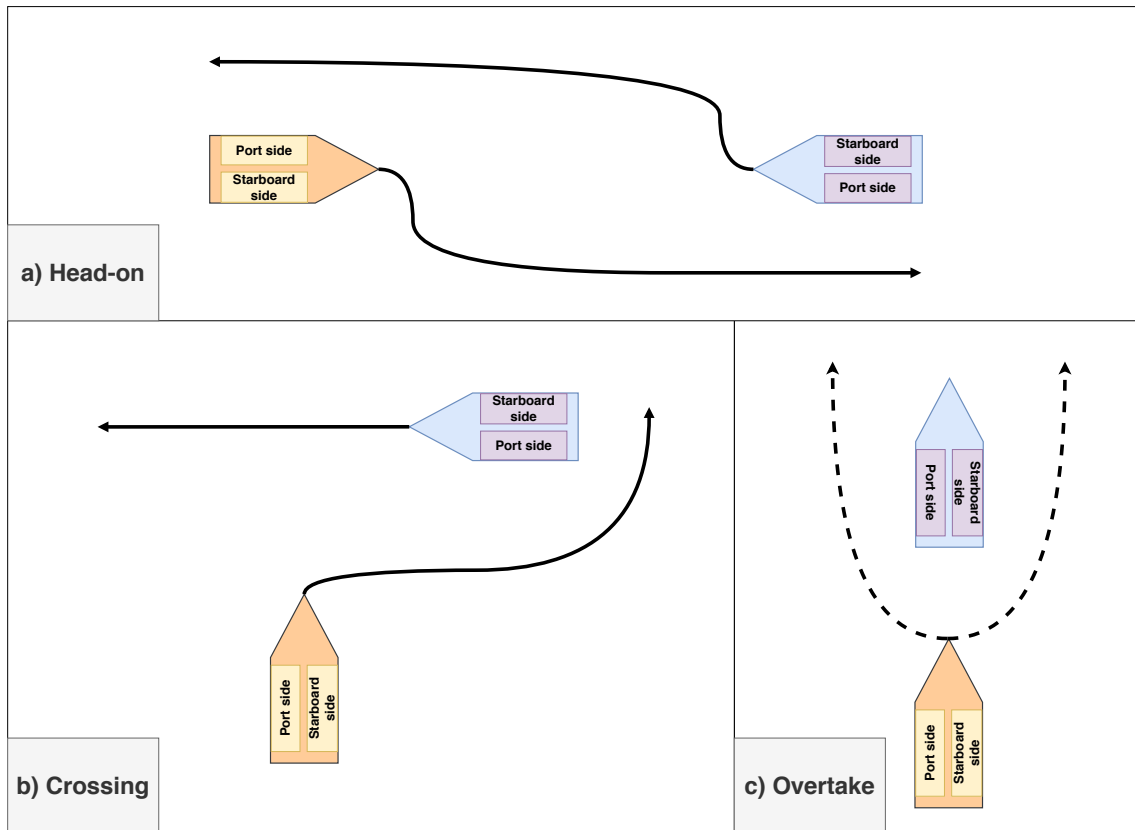 Port side
Starboard
side
Starboard
side
Port side
a) Head-on
Starboard
side
Port side
Port side
Starboard
side
b) Crossing
Port side
Starboard
side
Port side
Starboard
side
c) Overtake